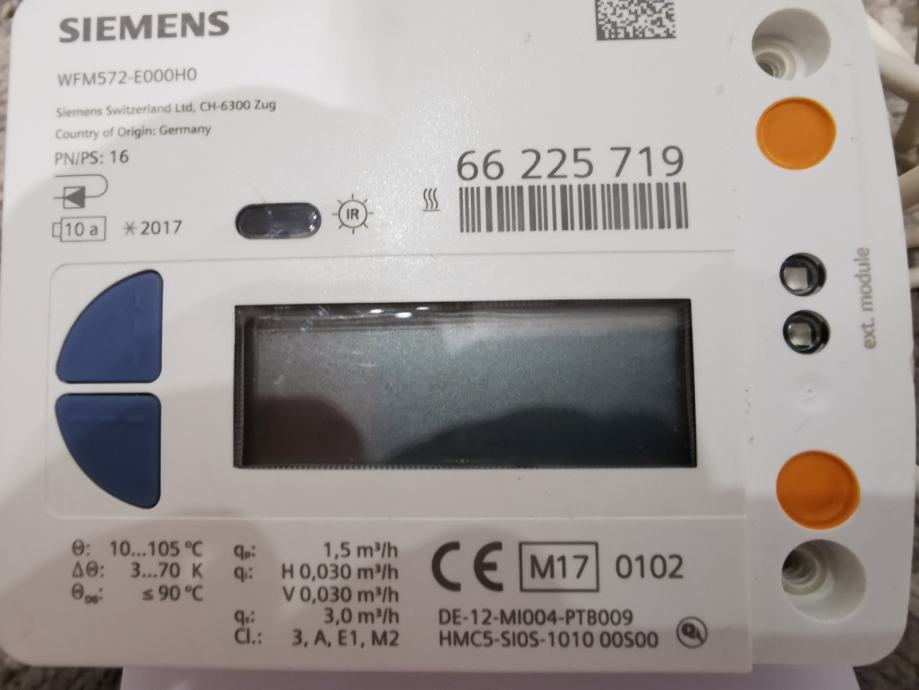 SIEMENS
WFM572-E000H0
Siemens Switzerland Ltd, CH-6300 Zug
Country of Origin: Germany
PN/PS: 16
66 225 719
10 a
2017
IR
ext. module
Θ: 10...105 °C
ΔΘ: 3...70 K
≤ 90 °C
qp: 1,5 m³/h
qi: H 0,030 m³/h
V 0,030 m³/h
qs: 3,0 m³/h
Cl.: 3, A, E1, M2
CE M17 0102
DE-12-MI004-PTB009
HMC5-SI0S-1010 00S00